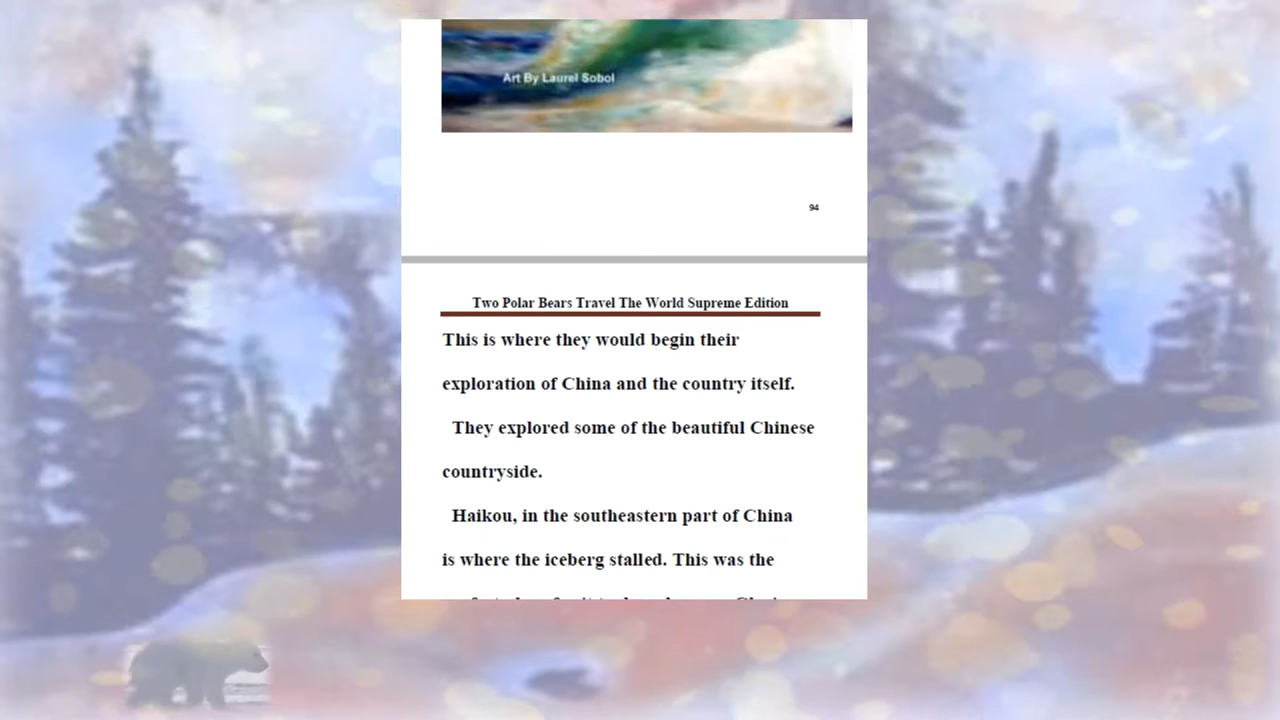 Art By Laurel Sobol
94
Two Polar Bears Travel The World Supreme Edition
This is where they would begin their
exploration of China and the country itself.
They explored some of the beautiful Chinese
countryside.
Haikou, in the southeastern part of China
is where the iceberg stalled. This was the